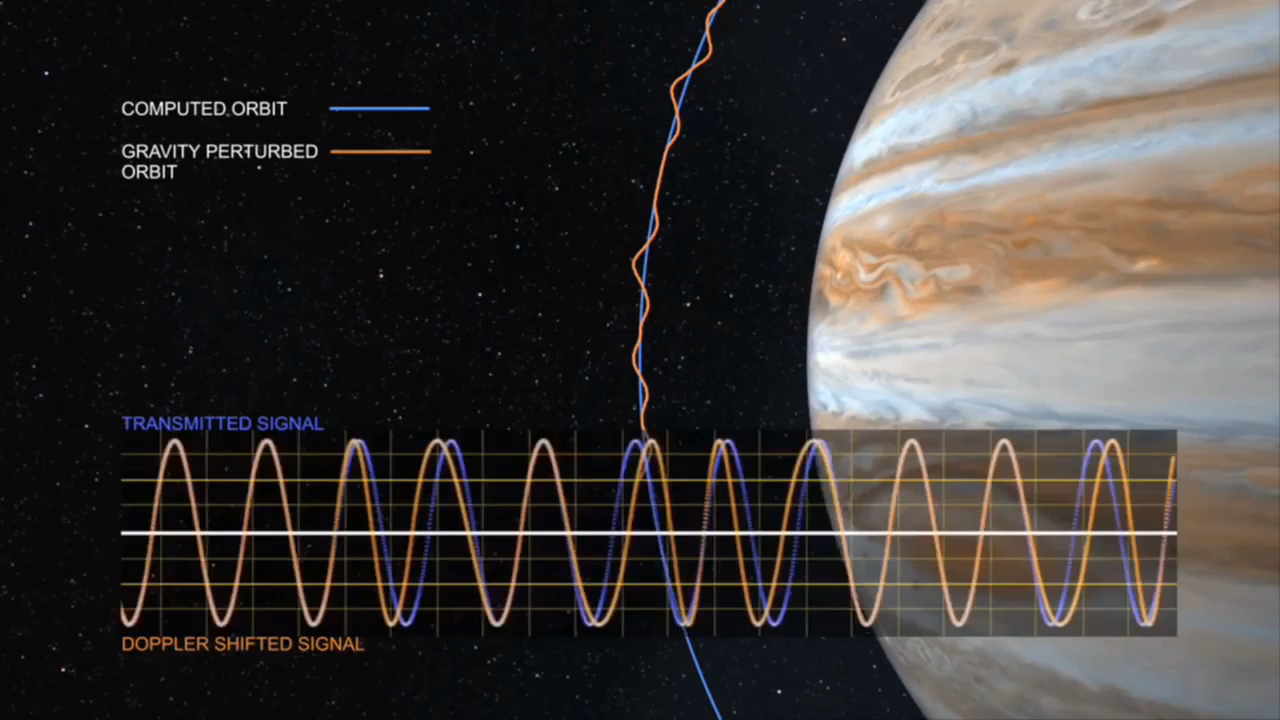 COMPUTED ORBIT
GRAVITY PERTURBED
ORBIT
TRANSMITTED SIGNAL
DOPPLER SHIFTED SIGNAL